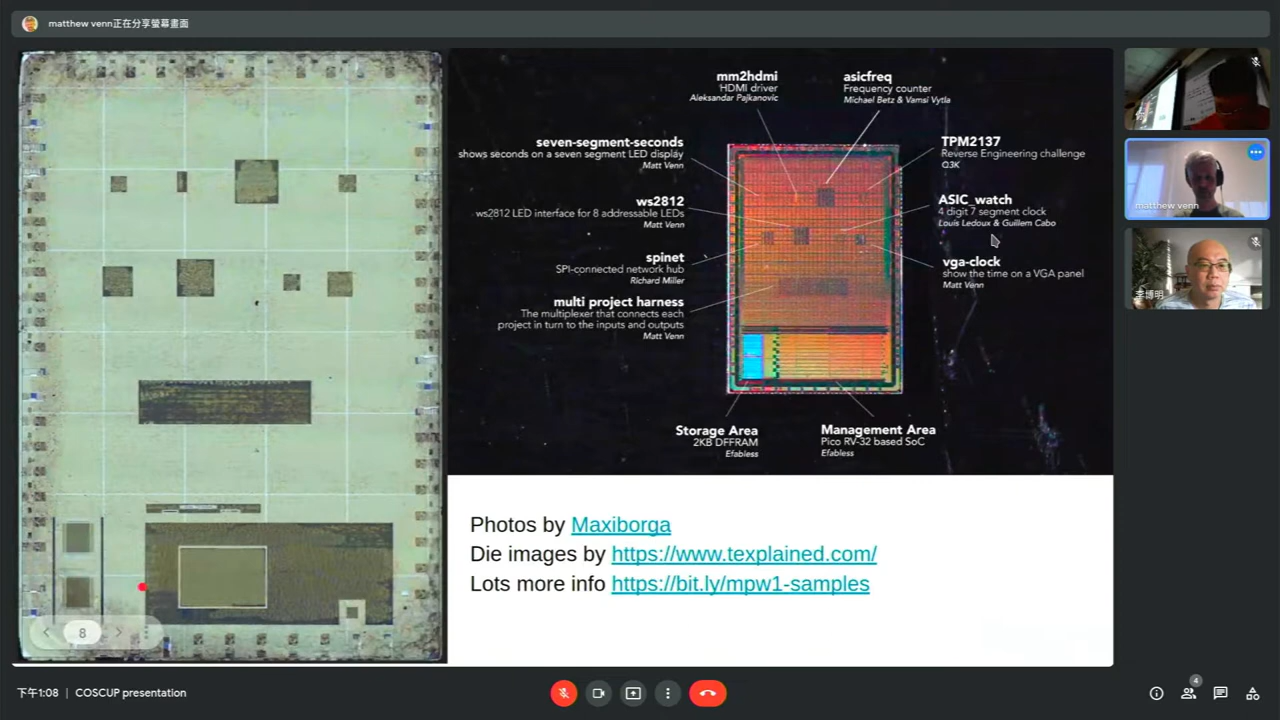 matthew venn正在分享螢幕畫面
mm2hdmi
HDMI driver
Aleksandar Pajkanovic
asicfreq
Frequency counter
Michael Betz & Vamsi Vytla
seven-segment-seconds
shows seconds on a seven segment LED display
Matt Venn
TPM2137
Reverse Engineering challenge
Q3K
ws2812
ws2812 LED interface for 8 addressable LEDs
Matt Venn
ASIC_watch
4 digit 7 segment clock
Louis Ledoux & Guillem Cabo
spinet
SPI-connected network hub
Richard Miller
vga-clock
show the time on a VGA panel
Matt Venn
multi project harness
The multiplexer that connects each
project in turn to the inputs and outputs
Matt Venn
Storage Area
2KB DFFRAM
Efabless
Management Area
Pico RV-32 based SoC
Efabless
Photos by Maxiborga
Die images by https://www.texplained.com/
Lots more info https://bit.ly/mpw1-samples
8
matthew venn
李博明
下午1:08 | COSCUP presentation
4